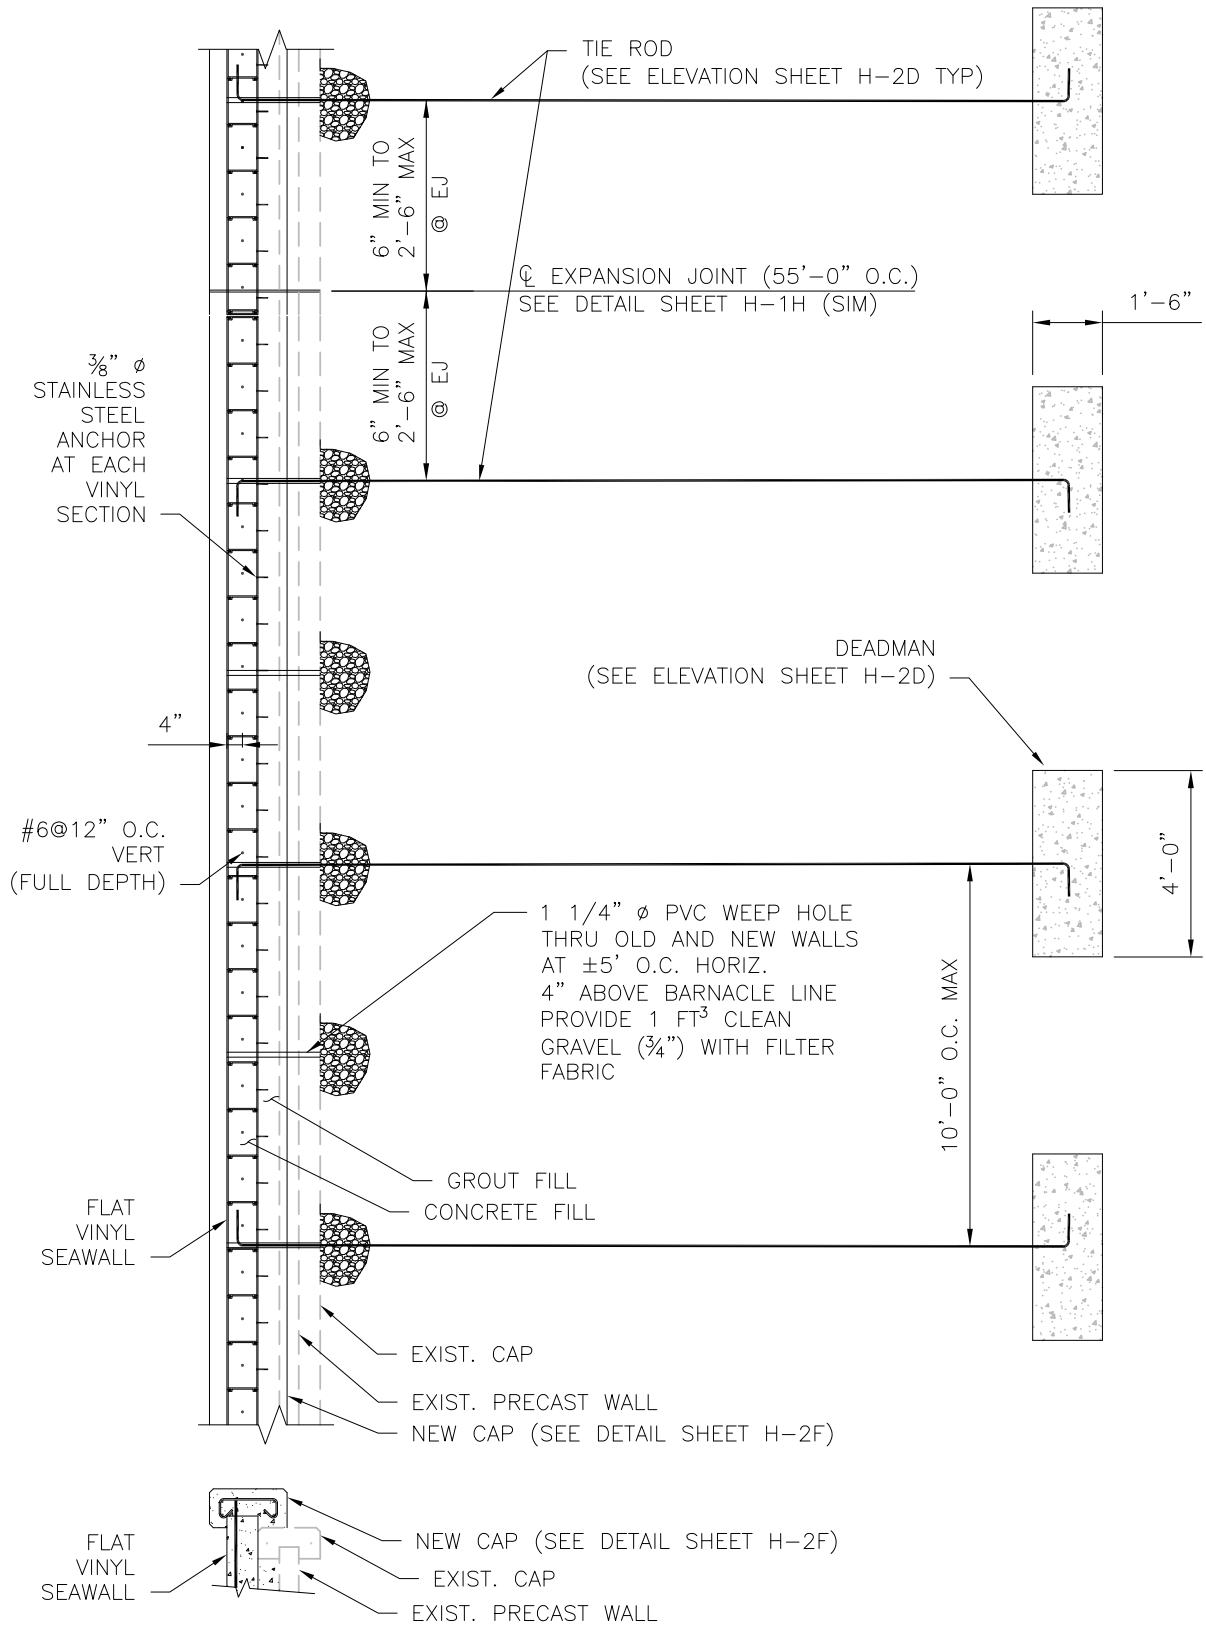 TIE ROD
(SEE ELEVATION SHEET H-2D TYP)
6" MIN TO
2'-6" MAX
@ EJ
℄ EXPANSION JOINT (55'-0" O.C.)
SEE DETAIL SHEET H-1H (SIM)
1'-6"
6" MIN TO
2'-6" MAX
@ EJ
3/8" ø
STAINLESS
STEEL
ANCHOR
AT EACH
VINYL
SECTION
DEADMAN
(SEE ELEVATION SHEET H-2D)
4"
#6@12" O.C.
VERT
(FULL DEPTH)
4'-0"
1 1/4" ø PVC WEEP HOLE
THRU OLD AND NEW WALLS
AT ±5' O.C. HORIZ.
4" ABOVE BARNACLE LINE
PROVIDE 1 FT³ CLEAN
GRAVEL (3/4") WITH FILTER
FABRIC
10'-0" O.C. MAX
GROUT FILL
CONCRETE FILL
FLAT
VINYL
SEAWALL
EXIST. CAP
EXIST. PRECAST WALL
NEW CAP (SEE DETAIL SHEET H-2F)
FLAT
VINYL
SEAWALL
NEW CAP (SEE DETAIL SHEET H-2F)
EXIST. CAP
EXIST. PRECAST WALL